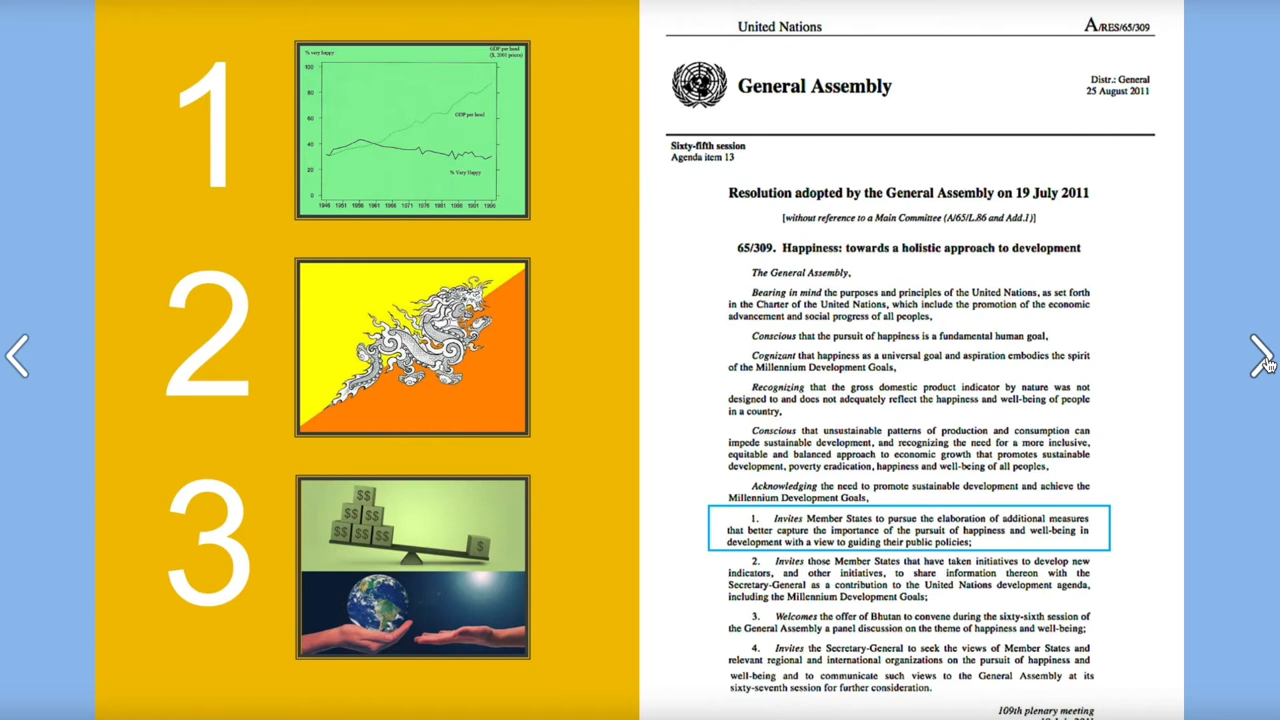 1
% very happy
GDP per head
($, 2001 prices)
100
80
60
40
20
0
GDP per head
% Very Happy
1946 1951 1956 1961 1966 1971 1976 1981 1986 1991 1996
2
3
$$
$$ $$
$$ $$ $$
$
United Nations
A/RES/65/309
General Assembly
Distr.: General
25 August 2011
Sixty-fifth session
Agenda item 13
Resolution adopted by the General Assembly on 19 July 2011
[without reference to a Main Committee (A/65/L.86 and Add.1)]
65/309. Happiness: towards a holistic approach to development
The General Assembly,
Bearing in mind the purposes and principles of the United Nations, as set forth
in the Charter of the United Nations, which include the promotion of the economic
advancement and social progress of all peoples,
Conscious that the pursuit of happiness is a fundamental human goal,
Cognizant that happiness as a universal goal and aspiration embodies the spirit
of the Millennium Development Goals,
Recognizing that the gross domestic product indicator by nature was not
designed to and does not adequately reflect the happiness and well-being of people
in a country,
Conscious that unsustainable patterns of production and consumption can
impede sustainable development, and recognizing the need for a more inclusive,
equitable and balanced approach to economic growth that promotes sustainable
development, poverty eradication, happiness and well-being of all peoples,
Acknowledging the need to promote sustainable development and achieve the
Millennium Development Goals,
1. Invites Member States to pursue the elaboration of additional measures
that better capture the importance of the pursuit of happiness and well-being in
development with a view to guiding their public policies;
2. Invites those Member States that have taken initiatives to develop new
indicators, and other initiatives, to share information thereon with the
Secretary-General as a contribution to the United Nations development agenda,
including the Millennium Development Goals;
3. Welcomes the offer of Bhutan to convene during the sixty-sixth session of
the General Assembly a panel discussion on the theme of happiness and well-being;
4. Invites the Secretary-General to seek the views of Member States and
relevant regional and international organizations on the pursuit of happiness and
well-being and to communicate such views to the General Assembly at its
sixty-seventh session for further consideration.
109th plenary meeting